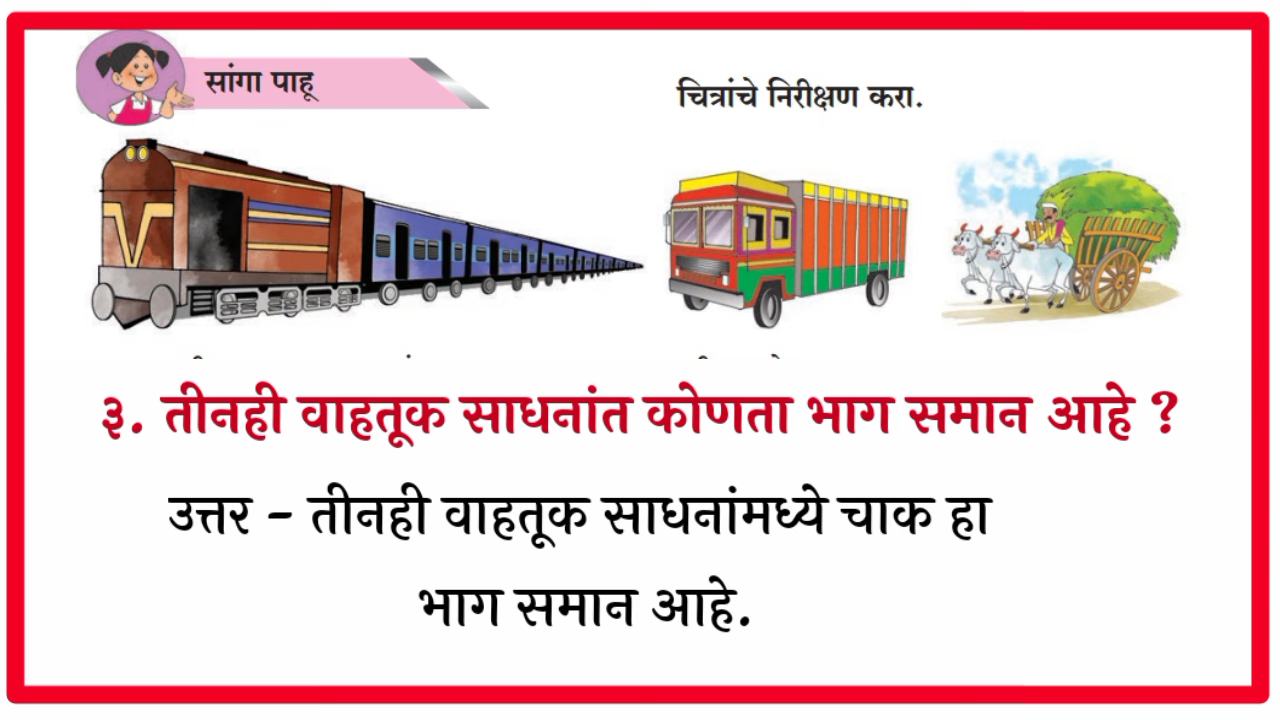 सांगा पाहू
चित्रांचे निरीक्षण करा.
३. तीनही वाहतूक साधनांत कोणता भाग समान आहे ?
उत्तर - तीनही वाहतूक साधनांमध्ये चाक हा
भाग समान आहे.